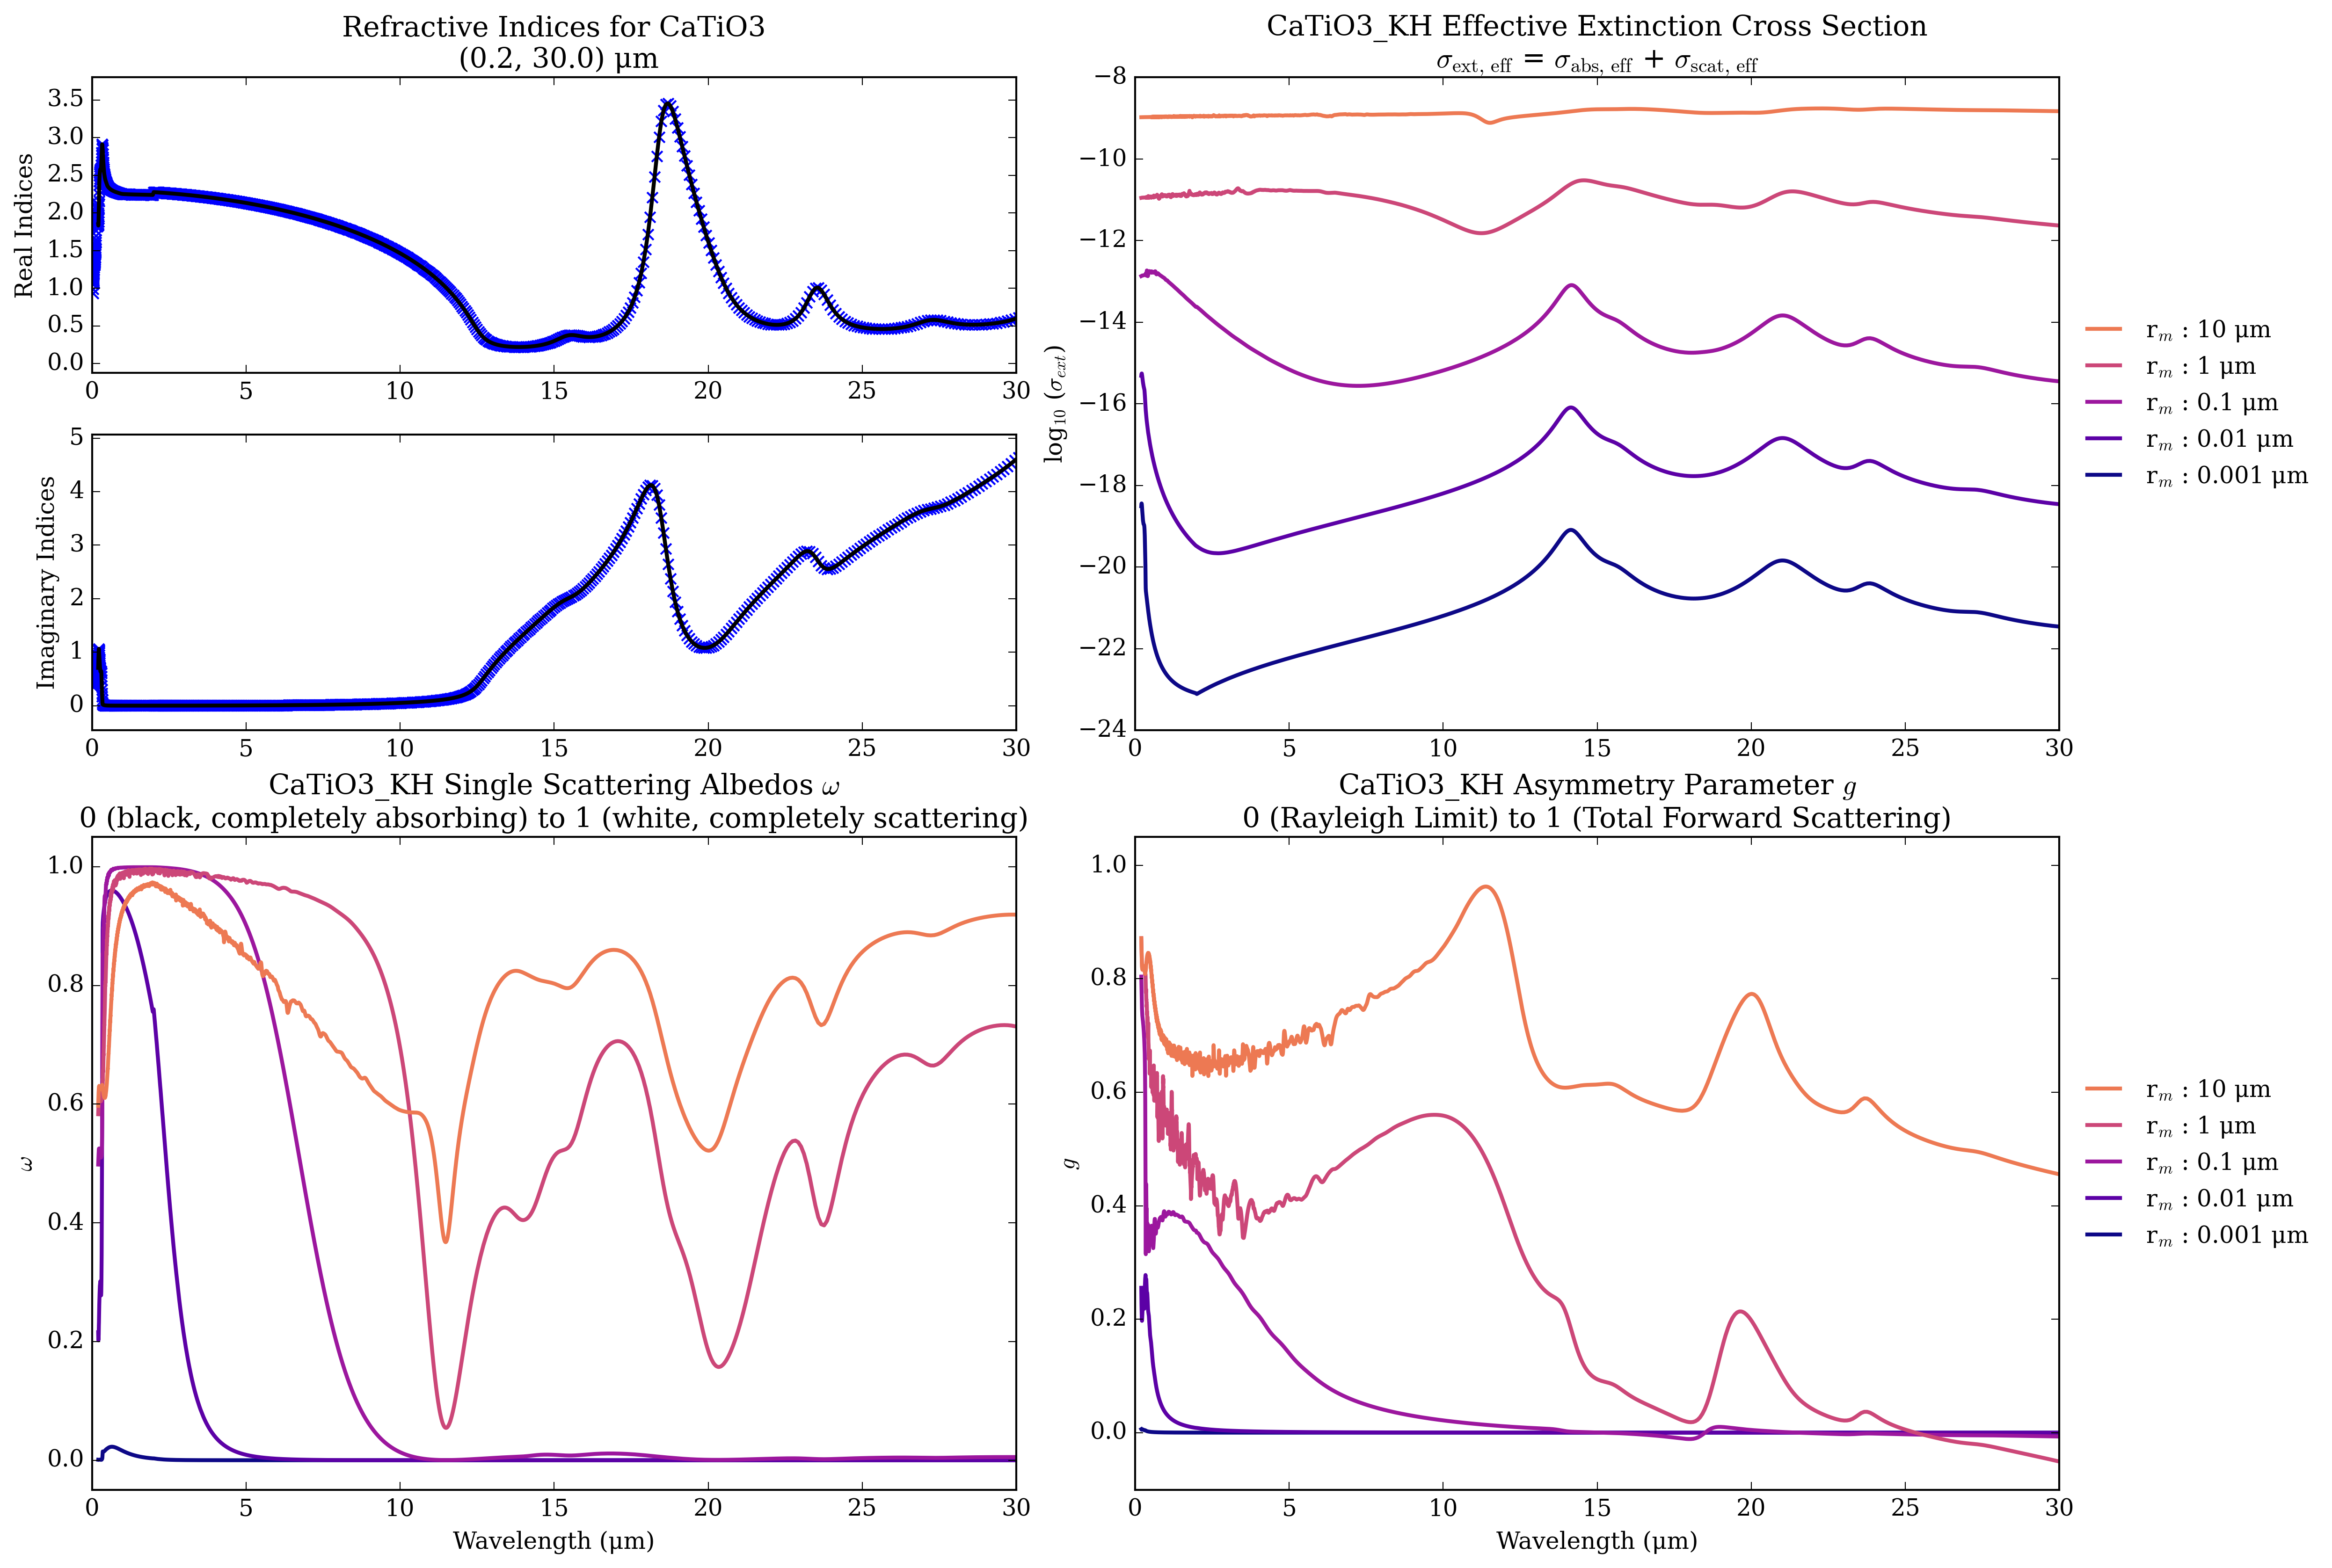 Refractive Indices for CaTiO3
(0.2, 30.0) μm
Real Indices
3.5
3.0
2.5
2.0
1.5
1.0
0.5
0.0
0 5 10 15 20 25 30
Imaginary Indices
5
4
3
2
1
0
0 5 10 15 20 25 30
CaTiO3_KH Effective Extinction Cross Section
σext, eff = σabs, eff + σscat, eff
log10 (σext)
−8
−10
−12
−14
−16
−18
−20
−22
−24
0 5 10 15 20 25 30
rm : 10 μm
rm : 1 μm
rm : 0.1 μm
rm : 0.01 μm
rm : 0.001 μm
CaTiO3_KH Single Scattering Albedos ω
0 (black, completely absorbing) to 1 (white, completely scattering)
ω
1.0
0.8
0.6
0.4
0.2
0.0
0 5 10 15 20 25 30
Wavelength (μm)
CaTiO3_KH Asymmetry Parameter g
0 (Rayleigh Limit) to 1 (Total Forward Scattering)
g
1.0
0.8
0.6
0.4
0.2
0.0
0 5 10 15 20 25 30
Wavelength (μm)
rm : 10 μm
rm : 1 μm
rm : 0.1 μm
rm : 0.01 μm
rm : 0.001 μm